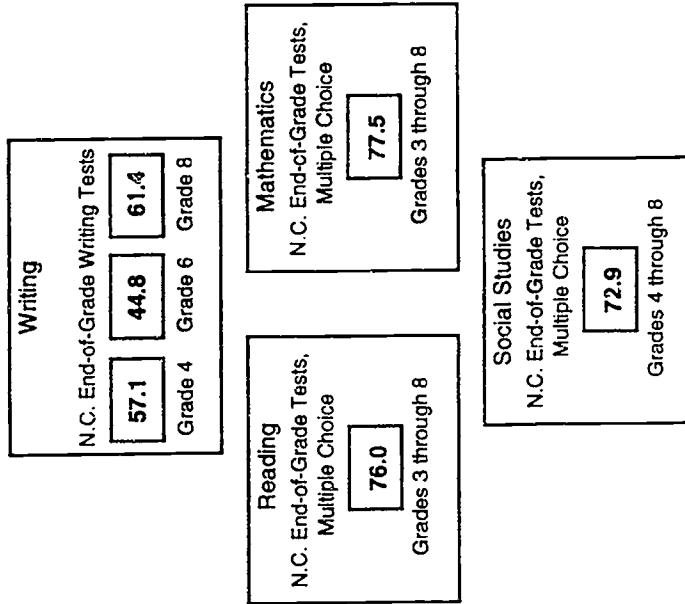 Writing
N.C. End-of-Grade Writing Tests
57.1 44.8 61.4
Grade 4 Grade 6 Grade 8
Reading
N.C. End-of-Grade Tests,
Multiple Choice
76.0
Grades 3 through 8
Mathematics
N.C. End-of-Grade Tests,
Multiple Choice
77.5
Grades 3 through 8
Social Studies
N.C. End-of-Grade Tests,
Multiple Choice
72.9
Grades 4 through 8